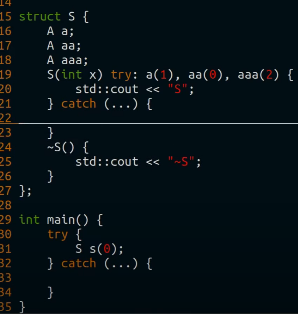 14
15 struct S {
16     A a;
17     A aa;
18     A aaa;
19     S(int x) try: a(1), aa(0), aaa(2) {
20         std::cout << "S";
21     } catch (...) {
22
23     }
24     ~S() {
25         std::cout << "~S";
26     }
27 };
28
29 int main() {
30     try {
31         S s(0);
32     } catch (...) {
33
34     }
35 }